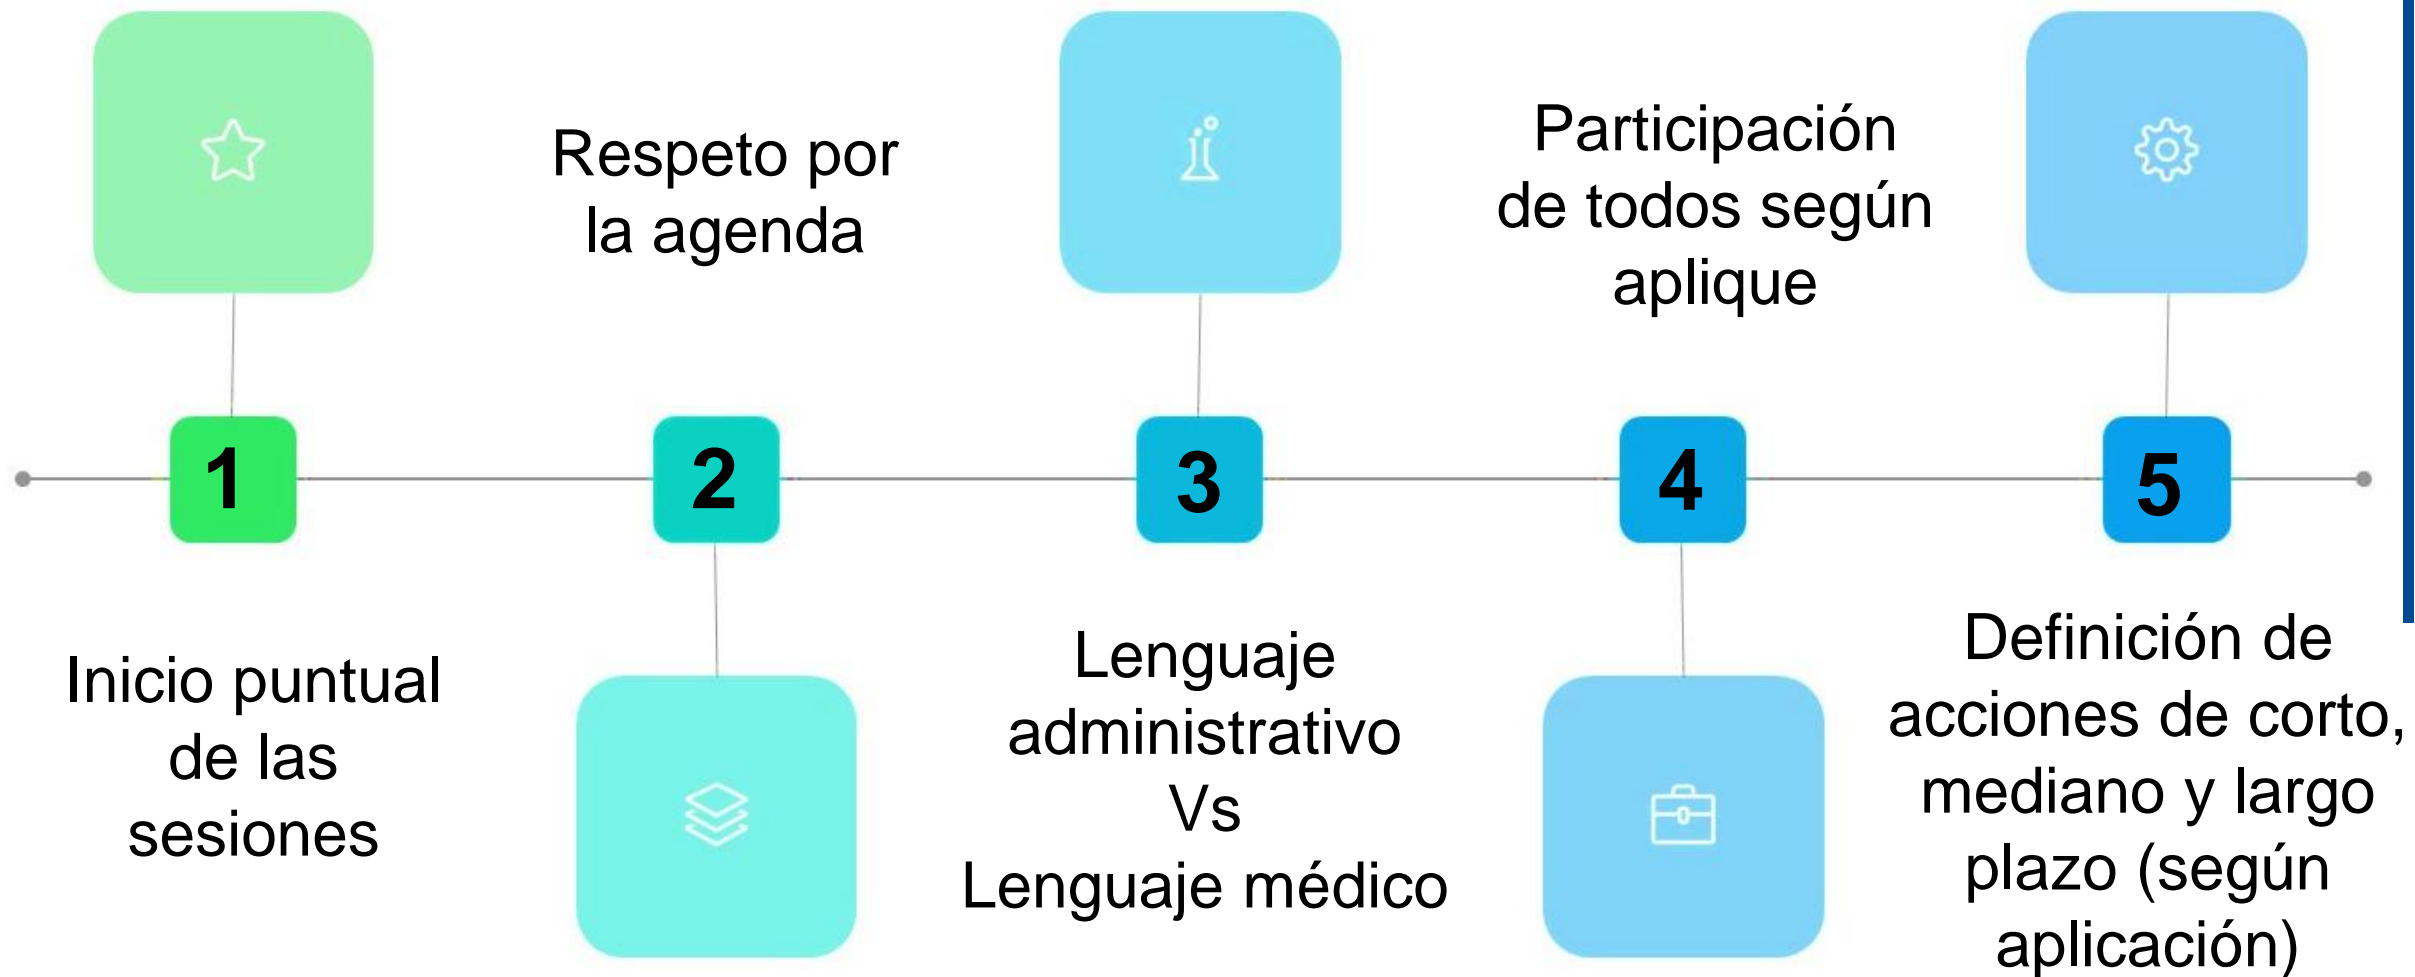 1
Inicio puntual
de las
sesiones
2
Respeto por
la agenda
3
Lenguaje
administrativo
Vs
Lenguaje médico
4
Participación
de todos según
aplique
5
Definición de
acciones de corto,
mediano y largo
plazo (según
aplicación)